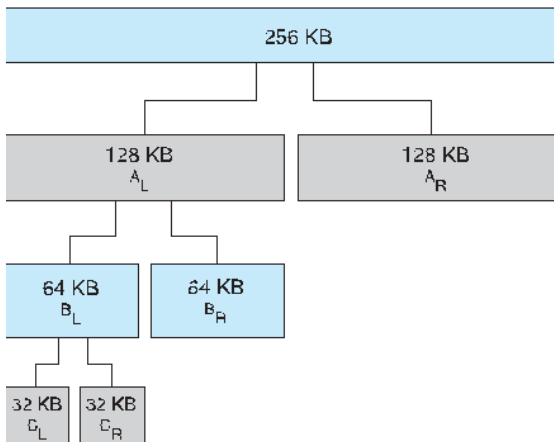 256 KB
128 KB
A_L
128 KB
A_R
64 KB
B_L
64 KB
B_R
32 KB
C_L
32 KB
C_R